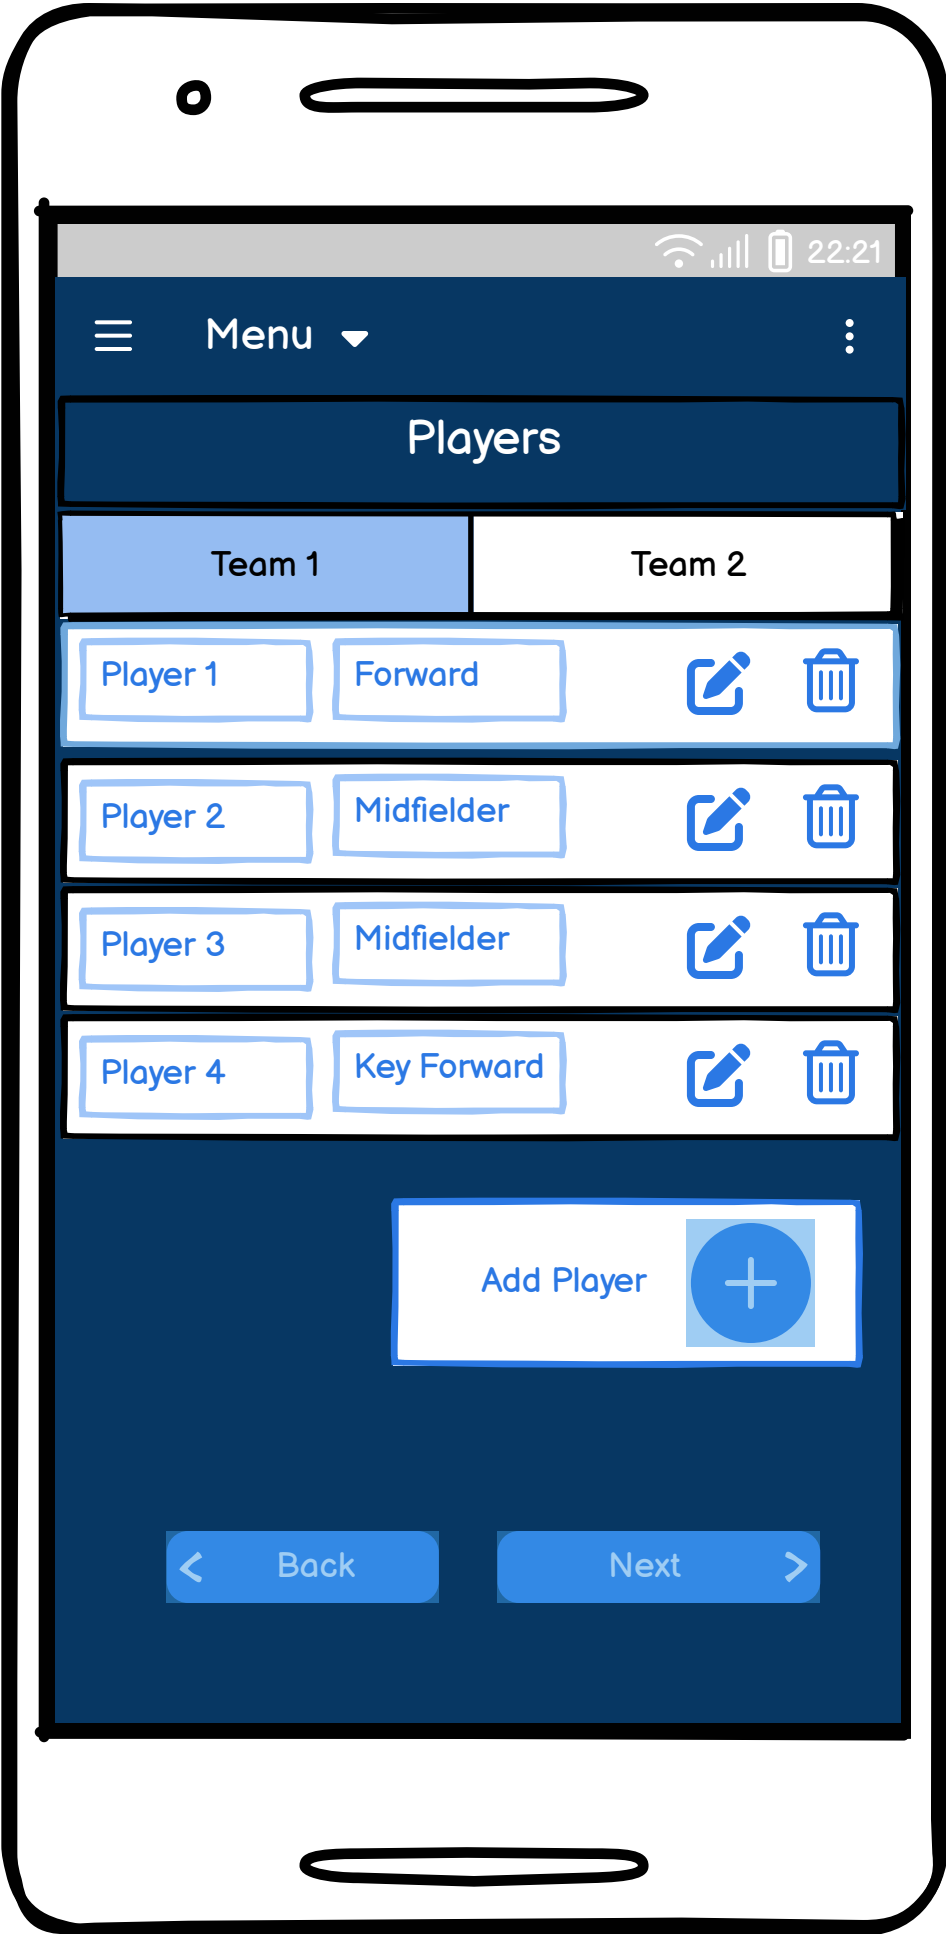 22:21
Menu
Players
Team 1 Team 2
Player 1 Forward
Player 2 Midfielder
Player 3 Midfielder
Player 4 Key Forward
Add Player
Back Next